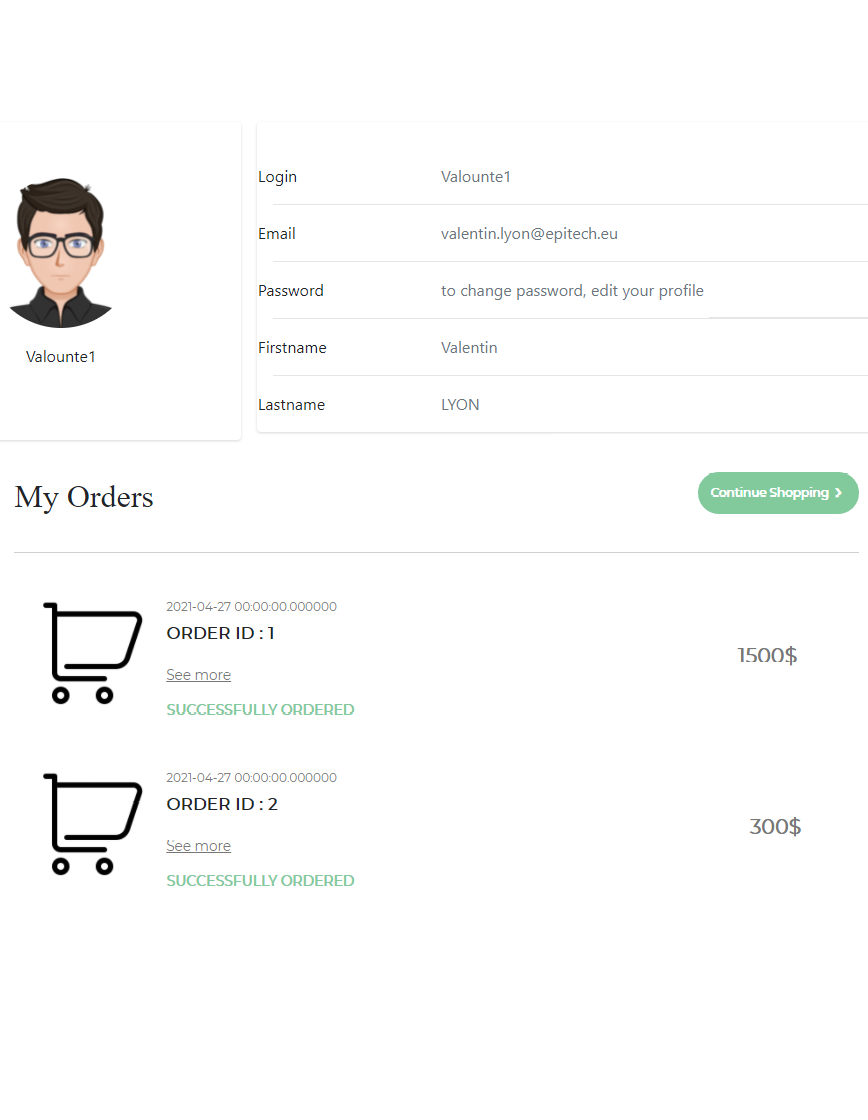 Login Valounte1
Email valentin.lyon@epitech.eu
Password to change password, edit your profile
Firstname Valentin
Lastname LYON
Valounte1
My Orders
Continue Shopping
2021-04-27 00:00:00.000000
ORDER ID : 1
See more
SUCCESSFULLY ORDERED
1500$
2021-04-27 00:00:00.000000
ORDER ID : 2
See more
SUCCESSFULLY ORDERED
300$